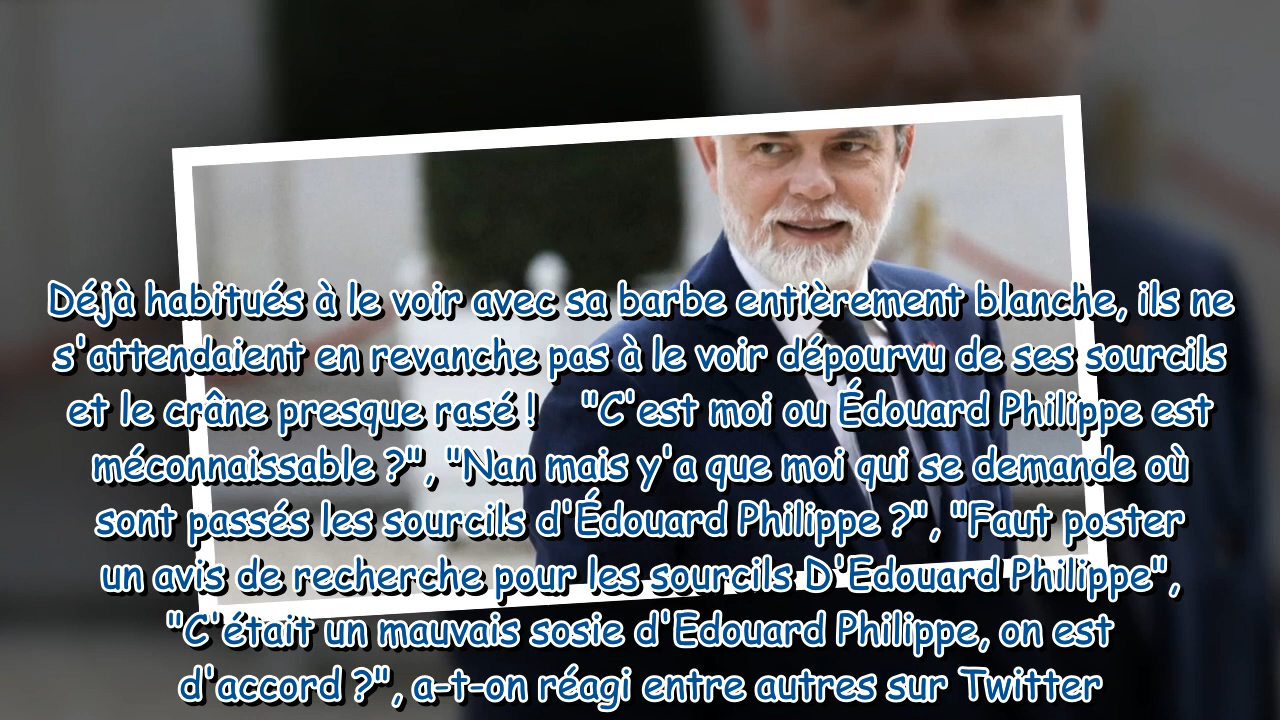 Déjà habitués à le voir avec sa barbe entièrement blanche, ils ne
s'attendaient en revanche pas à le voir dépourvu de ses sourcils
et le crâne presque rasé ! "C'est moi ou Édouard Philippe est
méconnaissable ?", "Nan mais y'a que moi qui se demande où
sont passés les sourcils d'Édouard Philippe ?", "Faut poster
un avis de recherche pour les sourcils D'Edouard Philippe",
"C'était un mauvais sosie d'Edouard Philippe, on est
d'accord ?", a-t-on réagi entre autres sur Twitter